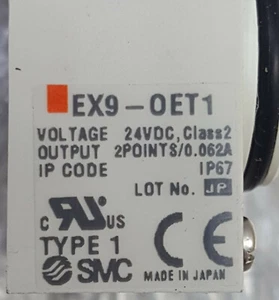 EX9-OET1
VOLTAGE 24VDC, Class2
OUTPUT 2POINTS/0.062A
IP CODE IP67
LOT No. JP
c RU US
TYPE 1 CE
SMC MADE IN JAPAN